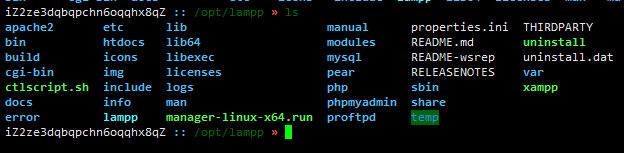 iZ2ze3dqbqpchn6oqqhx8qZ :: /opt/lampp » ls
apache2 etc lib manual properties.ini THIRDPARTY
bin htdocs lib64 modules README.md uninstall
build icons libexec mysql README-wsrep uninstall.dat
cgi-bin img licenses pear RELEASENOTES var
ctlscript.sh include logs php sbin xampp
docs info man phpmyadmin share
error lampp manager-linux-x64.run proftpd temp
iZ2ze3dqbqpchn6oqqhx8qZ :: /opt/lampp »